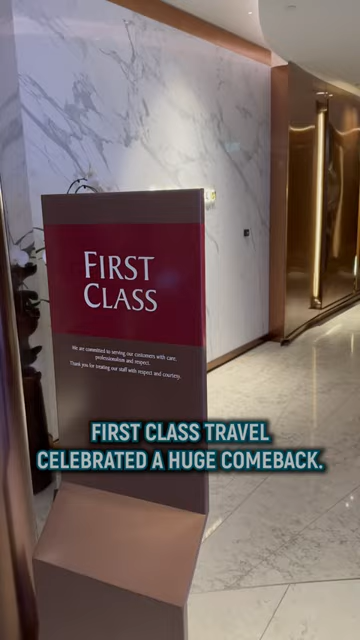 FIRST
CLASS
We are committed to serving our customers with care,
professionalism and respect.
Thank you for treating our staff with respect and courtesy.
FIRST CLASS TRAVEL
CELEBRATED A HUGE COMEBACK.